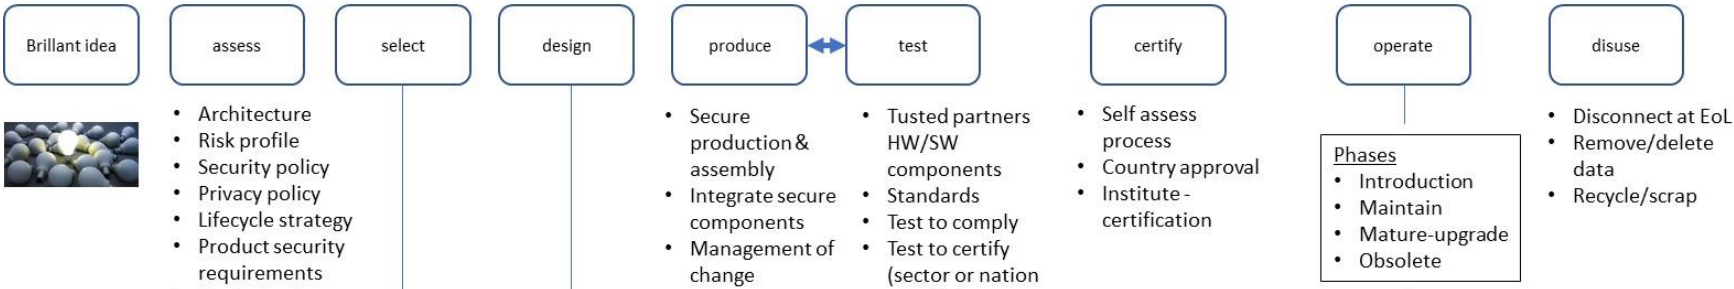 Brillant idea
assess
select
design
produce
test
certify
operate
disuse
• Architecture
• Risk profile
• Security policy
• Privacy policy
• Lifecycle strategy
• Product security
requirements
• Secure
production &
assembly
• Integrate secure
components
• Management of
change
• Tusted partners
HW/SW
components
• Standards
• Test to comply
• Test to certify
(sector or nation
• Self assess
process
• Country approval
• Institute -
certification
Phases
• Introduction
• Maintain
• Mature-upgrade
• Obsolete
• Disconnect at EoL
• Remove/delete
data
• Recycle/scrap